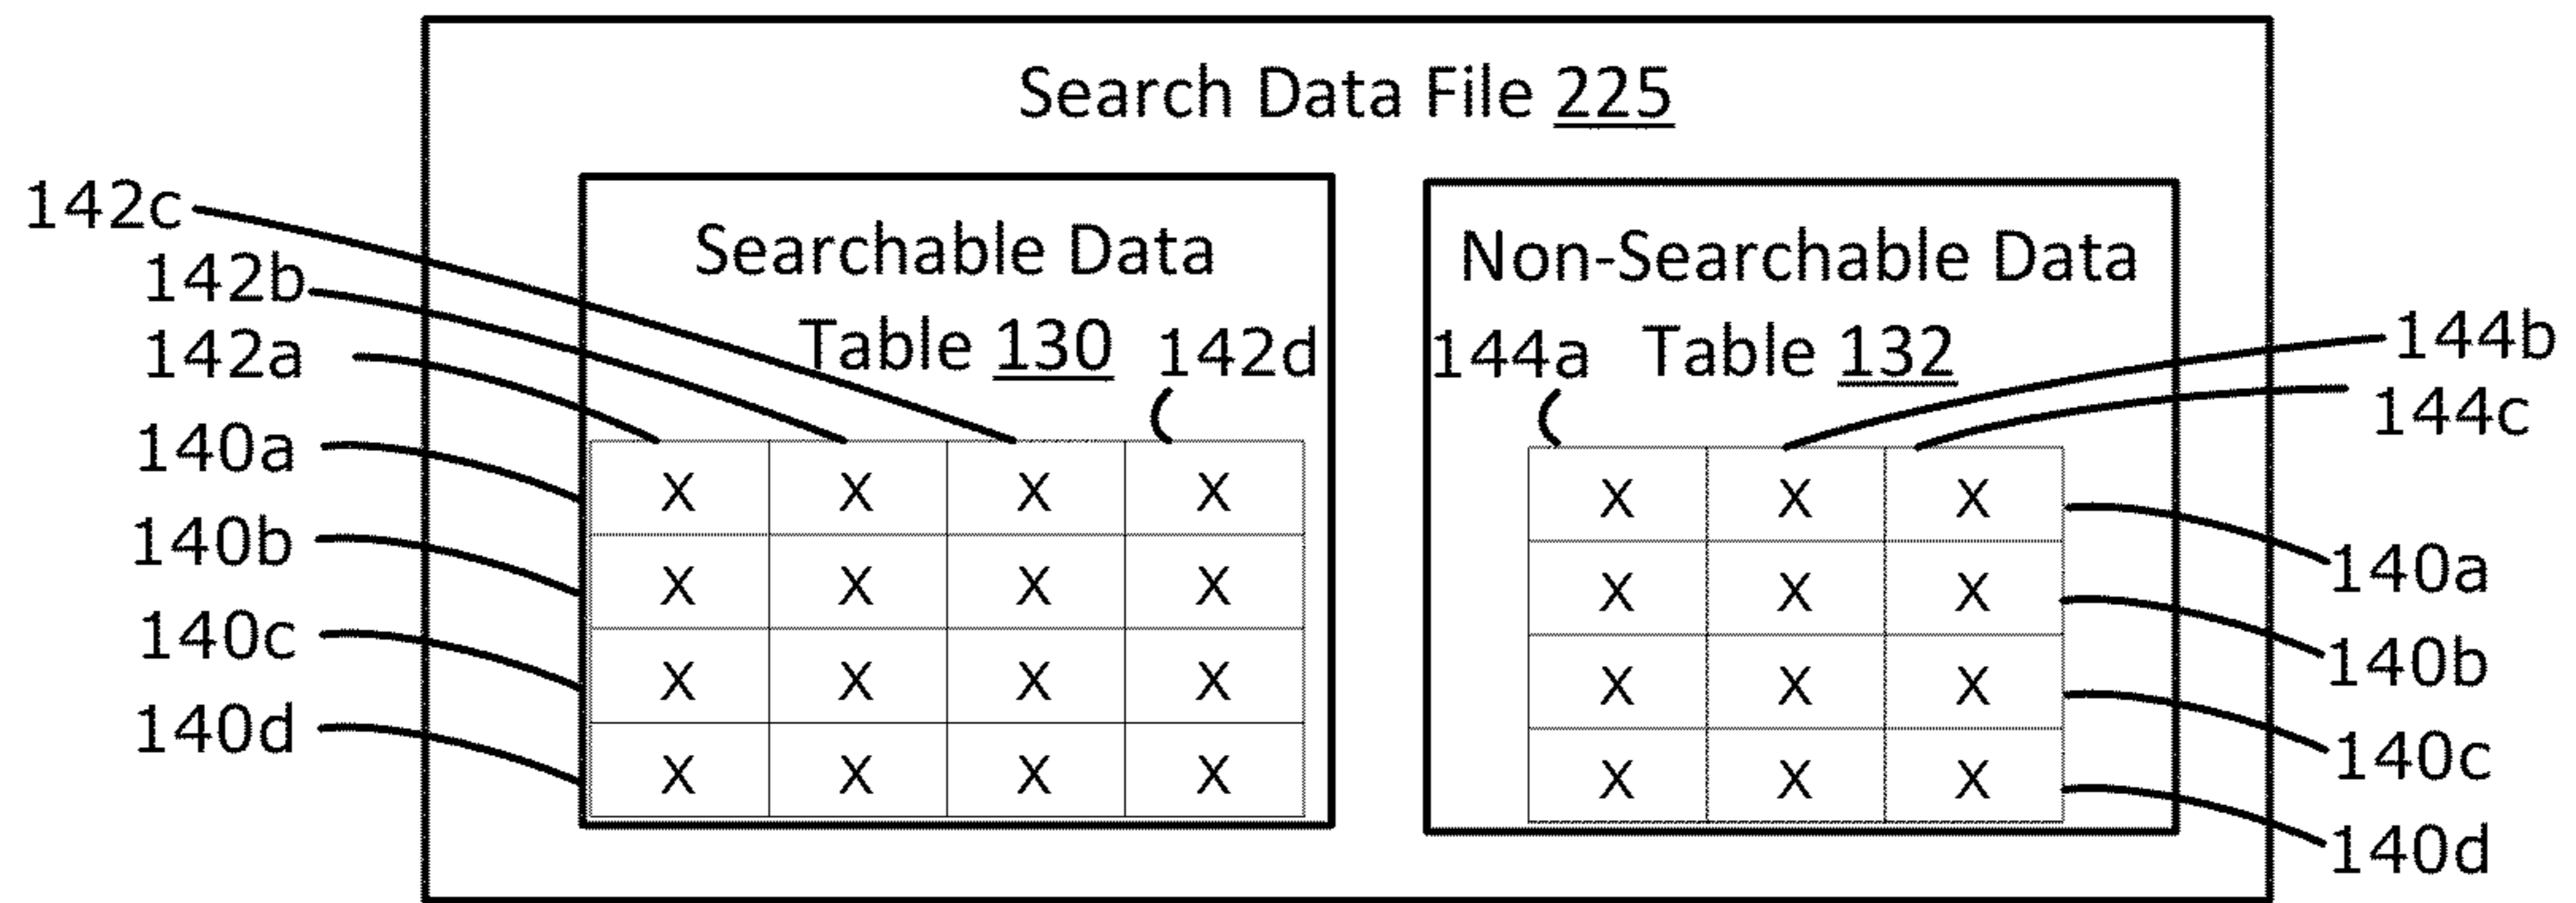 Search Data File 225
142c
142b
142a
140a
140b
140c
140d
Searchable Data
Table 130
142d
X X X X
X X X X
X X X X
X X X X
Non-Searchable Data
144a Table 132
X X X
X X X
X X X
X X X
144b
144c
140a
140b
140c
140d